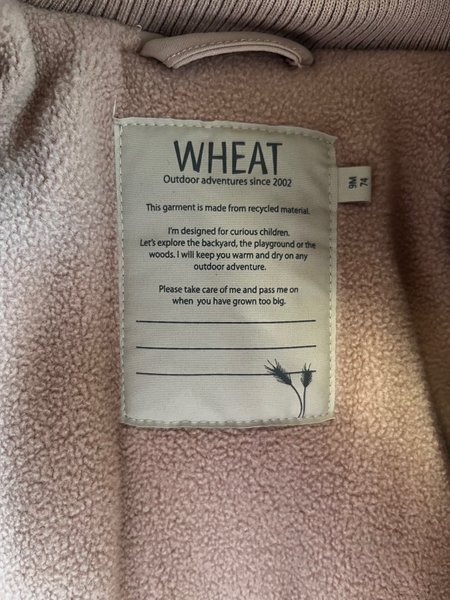 WHEAT
Outdoor adventures since 2002
This garment is made from recycled material.
I'm designed for curious children.
Let's explore the backyard, the playground or the
woods. I will keep you warm and dry on any
outdoor adventure.
Please take care of me and pass me on
when you have grown too big.
9M
74